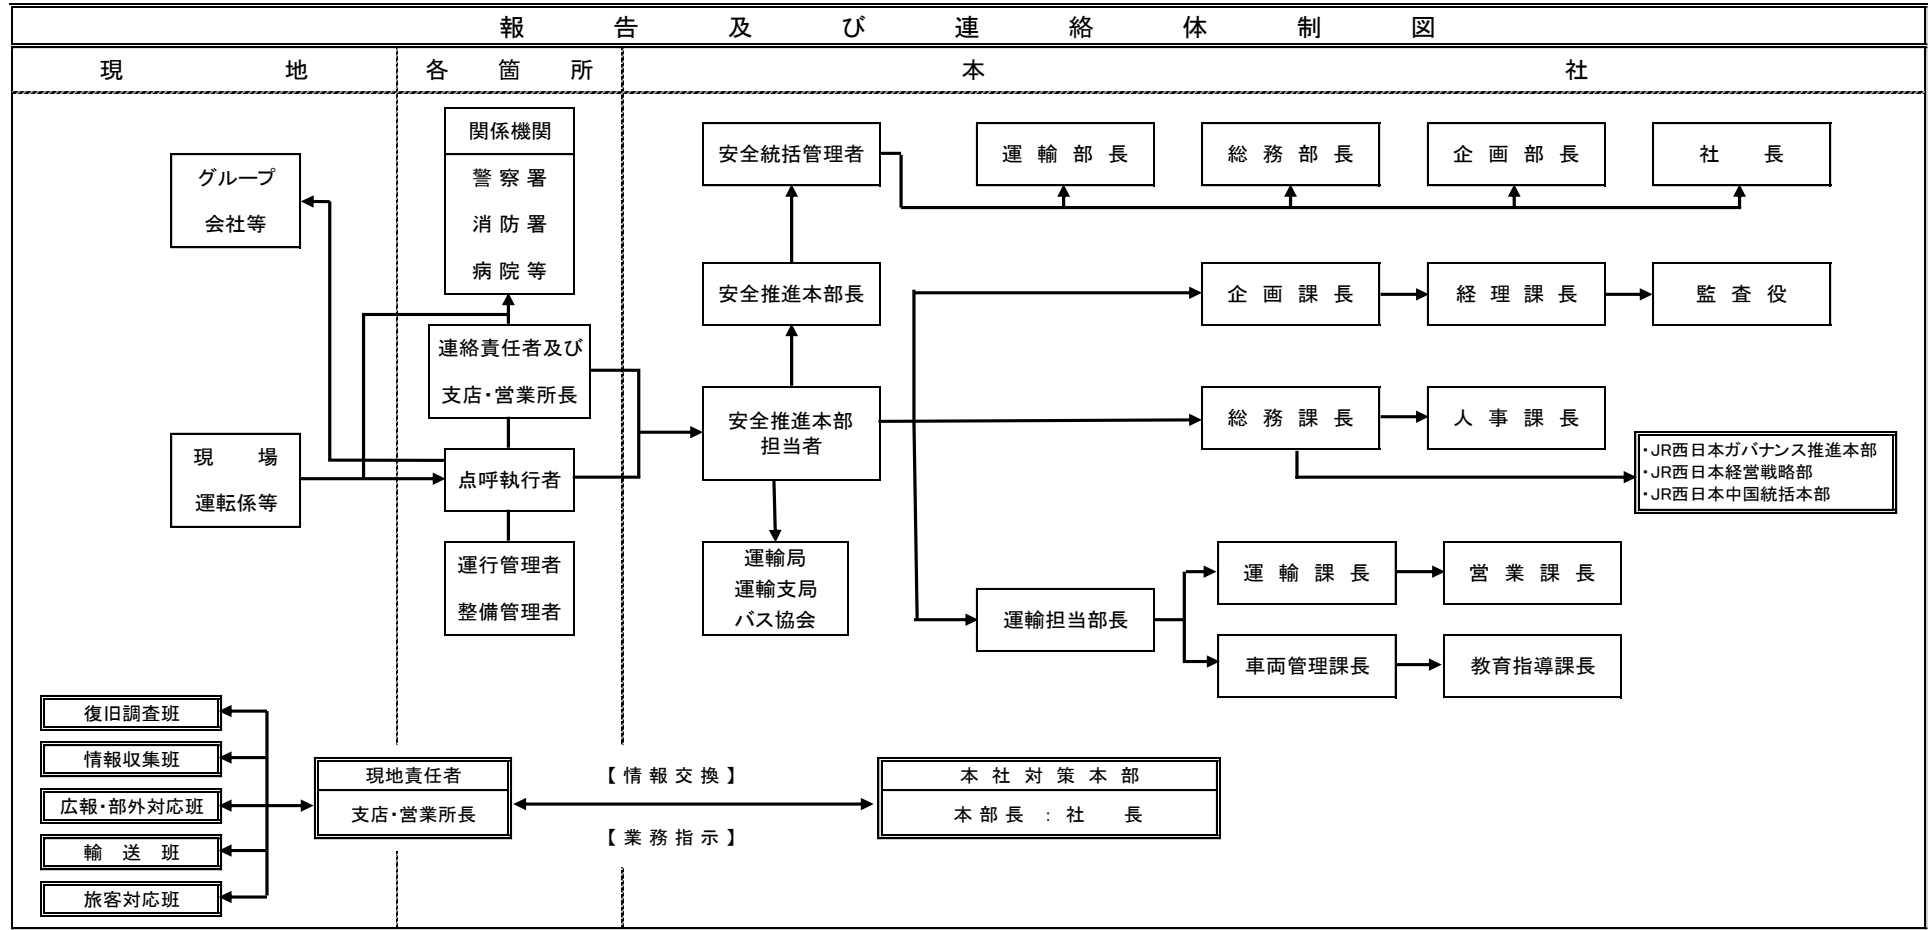 報告及び連絡体制図
現地
各箇所
本社
グループ
会社等
現場
運転係等
関係機関
警察署
消防署
病院等
連絡責任者及び
支店・営業所長
点呼執行者
運行管理者
整備管理者
安全統括管理者
運輸部長
総務部長
企画部長
社長
安全推進本部長
企画課長
経理課長
監査役
安全推進本部
担当者
総務課長
人事課長
・JR西日本ガバナンス推進本部
・JR西日本経営戦略部
・JR西日本中国統括本部
運輸局
運輸支局
バス協会
運輸担当部長
運輸課長
営業課長
車両管理課長
教育指導課長
復旧調査班
情報収集班
広報・部外対応班
輸送班
旅客対応班
現地責任者
支店・営業所長
【情報交換】
【業務指示】
本社対策本部
本部長：社長